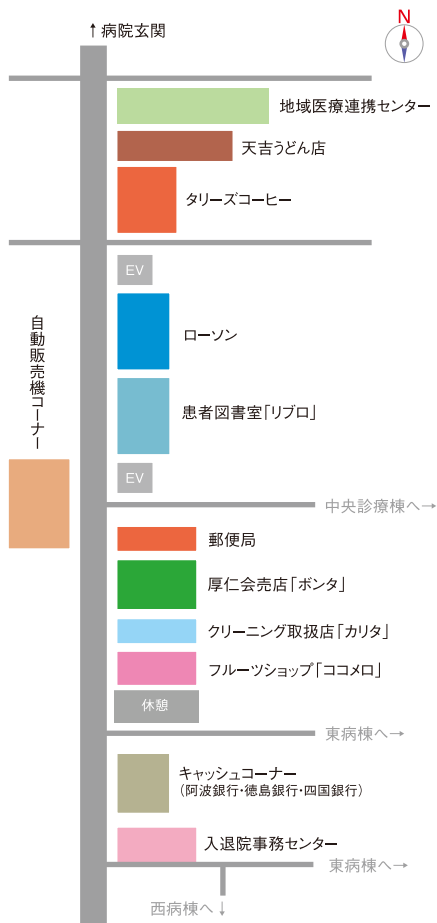 ↑病院玄関
N
地域医療連携センター
天吉うどん店
タリーズコーヒー
EV
ローソン
自動販売機コーナー
患者図書室「リブロ」
EV
中央診療棟へ→
郵便局
厚仁会売店「ボンタ」
クリーニング取扱店「カリタ」
フルーツショップ「ココメロ」
休憩
東病棟へ→
キャッシュコーナー
(阿波銀行・徳島銀行・四国銀行)
入退院事務センター
東病棟へ→
西病棟へ↓